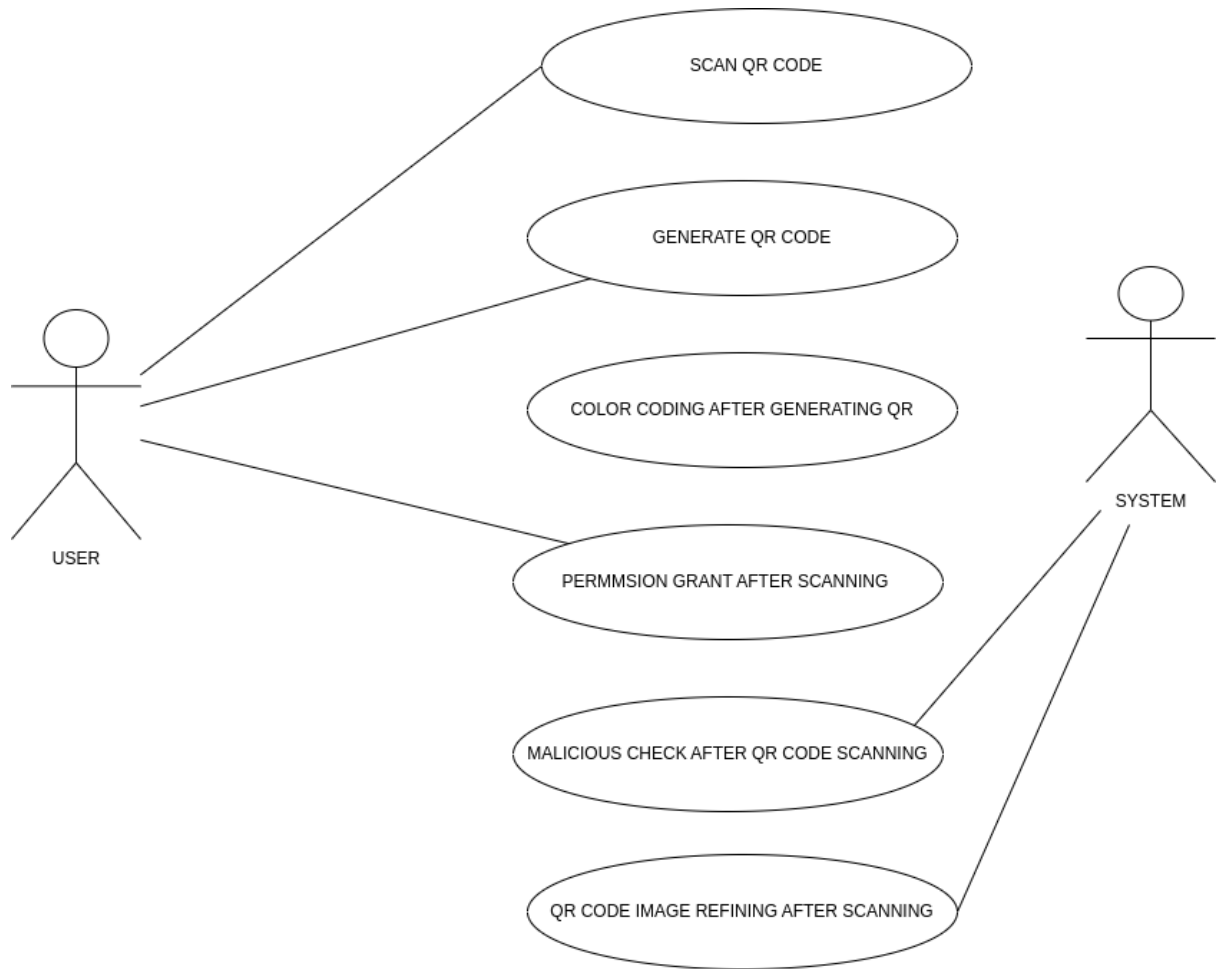 SCAN QR CODE
GENERATE QR CODE
COLOR CODING AFTER GENERATING QR
SYSTEM
USER
PERMMSION GRANT AFTER SCANNING
MALICIOUS CHECK AFTER QR CODE SCANNING
QR CODE IMAGE REFINING AFTER SCANNING